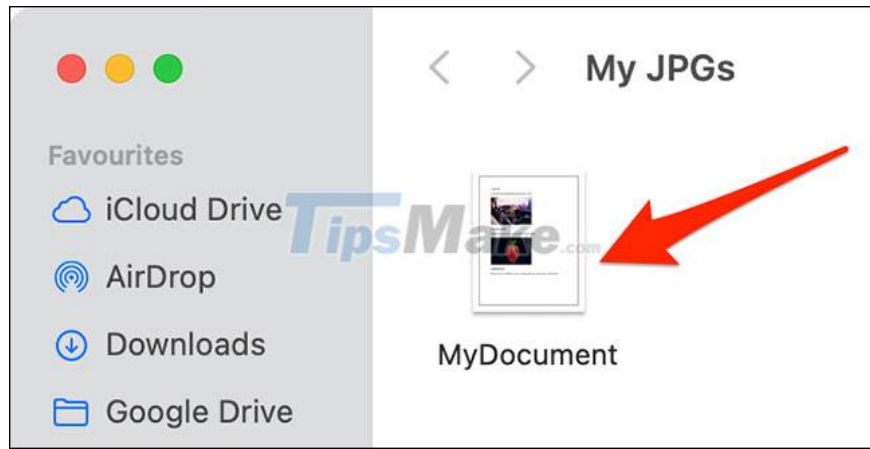 My JPGs
Favourites
iCloud Drive
AirDrop
Downloads
Google Drive
TipsMake.com
MyDocument